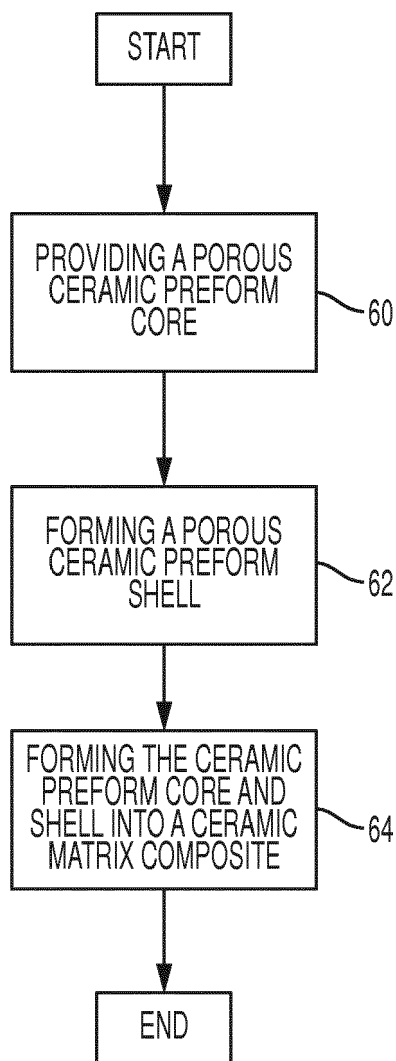 START
PROVIDING A POROUS
CERAMIC PREFORM
CORE
60
FORMING A POROUS
CERAMIC PREFORM
SHELL
62
FORMING THE CERAMIC
PREFORM CORE AND
SHELL INTO A CERAMIC
MATRIX COMPOSITE
64
END